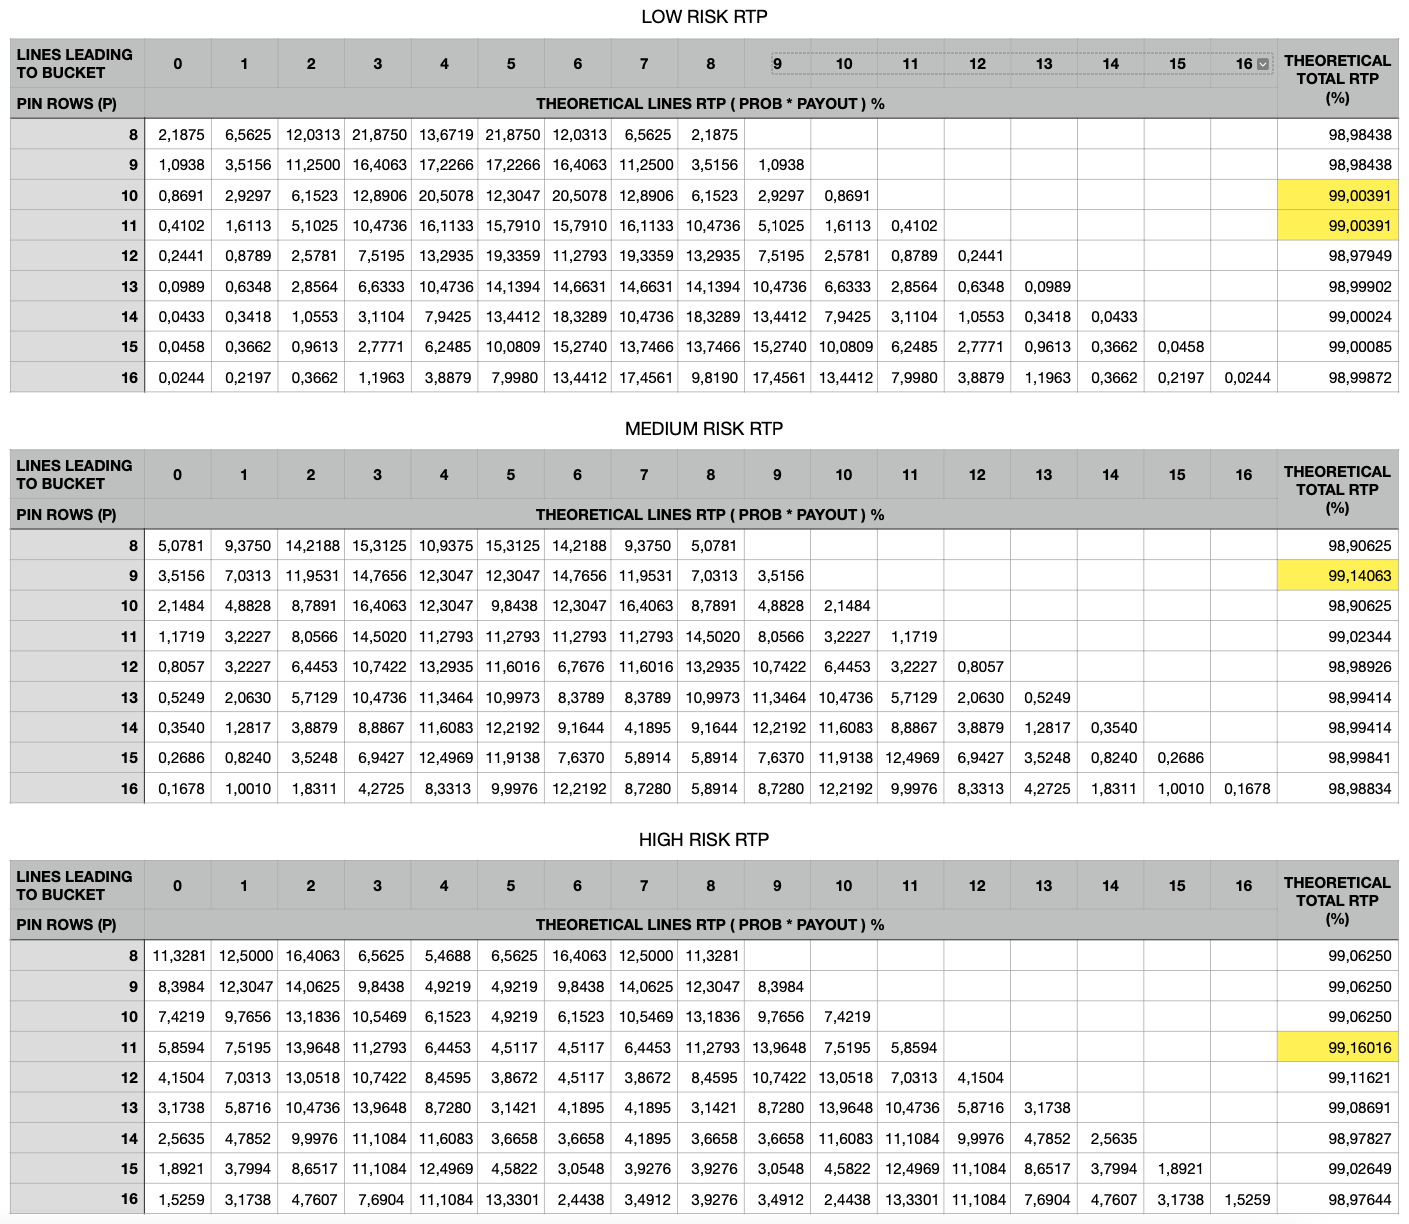 LOW RISK RTP
LINES LEADING TO BUCKET 0 1 2 3 4 5 6 7 8 9 10 11 12 13 14 15 16 THEORETICAL TOTAL RTP (%)
PIN ROWS (P) THEORETICAL LINES RTP ( PROB * PAYOUT ) %
8 2,1875 6,5625 12,0313 21,8750 13,6719 21,8750 12,0313 6,5625 2,1875 98,98438
9 1,0938 3,5156 11,2500 16,4063 17,2266 17,2266 16,4063 11,2500 3,5156 1,0938 98,98438
10 0,8691 2,9297 6,1523 12,8906 20,5078 12,3047 20,5078 12,8906 6,1523 2,9297 0,8691 99,00391
11 0,4102 1,6113 5,1025 10,4736 16,1133 15,7910 15,7910 16,1133 10,4736 5,1025 1,6113 0,4102 99,00391
12 0,2441 0,8789 2,5781 7,5195 13,2935 19,3359 11,2793 19,3359 13,2935 7,5195 2,5781 0,8789 0,2441 98,97949
13 0,0989 0,6348 2,8564 6,6333 10,4736 14,1394 14,6631 14,6631 14,1394 10,4736 6,6333 2,8564 0,6348 0,0989 98,99902
14 0,0433 0,3418 1,0553 3,1104 7,9425 13,4412 18,3289 10,4736 18,3289 13,4412 7,9425 3,1104 1,0553 0,3418 0,0433 99,00024
15 0,0458 0,3662 0,9613 2,7771 6,2485 10,0809 15,2740 13,7466 13,7466 15,2740 10,0809 6,2485 2,7771 0,9613 0,3662 0,0458 99,00085
16 0,0244 0,2197 0,3662 1,1963 3,8879 7,9980 13,4412 17,4561 9,8190 17,4561 13,4412 7,9980 3,8879 1,1963 0,3662 0,2197 0,0244 98,99872
MEDIUM RISK RTP
LINES LEADING TO BUCKET 0 1 2 3 4 5 6 7 8 9 10 11 12 13 14 15 16 THEORETICAL TOTAL RTP (%)
PIN ROWS (P) THEORETICAL LINES RTP ( PROB * PAYOUT ) %
8 5,0781 9,3750 14,2188 15,3125 10,9375 15,3125 14,2188 9,3750 5,0781 98,90625
9 3,5156 7,0313 11,9531 14,7656 12,3047 12,3047 14,7656 11,9531 7,0313 3,5156 99,14063
10 2,1484 4,8828 8,7891 16,4063 12,3047 9,8438 12,3047 16,4063 8,7891 4,8828 2,1484 98,90625
11 1,1719 3,2227 8,0566 14,5020 11,2793 11,2793 11,2793 11,2793 14,5020 8,0566 3,2227 1,1719 99,02344
12 0,8057 3,2227 6,4453 10,7422 13,2935 11,6016 6,7676 11,6016 13,2935 10,7422 6,4453 3,2227 0,8057 98,98926
13 0,5249 2,0630 5,7129 10,4736 11,3464 10,9973 8,3789 8,3789 10,9973 11,3464 10,4736 5,7129 2,0630 0,5249 98,99414
14 0,3540 1,2817 3,8879 8,8867 11,6083 12,2192 9,1644 4,1895 9,1644 12,2192 11,6083 8,8867 3,8879 1,2817 0,3540 98,99414
15 0,2686 0,8240 3,5248 6,9427 12,4969 11,9138 7,6370 5,8914 5,8914 7,6370 11,9138 12,4969 6,9427 3,5248 0,8240 0,2686 98,99841
16 0,1678 1,0010 1,8311 4,2725 8,3313 9,9976 12,2192 8,7280 5,8914 8,7280 12,2192 9,9976 8,3313 4,2725 1,8311 1,0010 0,1678 98,98834
HIGH RISK RTP
LINES LEADING TO BUCKET 0 1 2 3 4 5 6 7 8 9 10 11 12 13 14 15 16 THEORETICAL TOTAL RTP (%)
PIN ROWS (P) THEORETICAL LINES RTP ( PROB * PAYOUT ) %
8 11,3281 12,5000 16,4063 6,5625 5,4688 6,5625 16,4063 12,5000 11,3281 99,06250
9 8,3984 12,3047 14,0625 9,8438 4,9219 4,9219 9,8438 14,0625 12,3047 8,3984 99,06250
10 7,4219 9,7656 13,1836 10,5469 6,1523 4,9219 6,1523 10,5469 13,1836 9,7656 7,4219 99,06250
11 5,8594 7,5195 13,9648 11,2793 6,4453 4,5117 4,5117 6,4453 11,2793 13,9648 7,5195 5,8594 99,16016
12 4,1504 7,0313 13,0518 10,7422 8,4595 3,8672 4,5117 3,8672 8,4595 10,7422 13,0518 7,0313 4,1504 99,11621
13 3,1738 5,8716 10,4736 13,9648 8,7280 3,1421 4,1895 4,1895 3,1421 8,7280 13,9648 10,4736 5,8716 3,1738 99,08691
14 2,5635 4,7852 9,9976 11,1084 11,6083 3,6658 3,6658 4,1895 3,6658 3,6658 11,6083 11,1084 9,9976 4,7852 2,5635 98,97827
15 1,8921 3,7994 8,6517 11,1084 12,4969 4,5822 3,0548 3,9276 3,9276 3,0548 4,5822 12,4969 11,1084 8,6517 3,7994 1,8921 99,02649
16 1,5259 3,1738 4,7607 7,6904 11,1084 13,3301 2,4438 3,4912 3,9276 3,4912 2,4438 13,3301 11,1084 7,6904 4,7607 3,1738 1,5259 98,97644